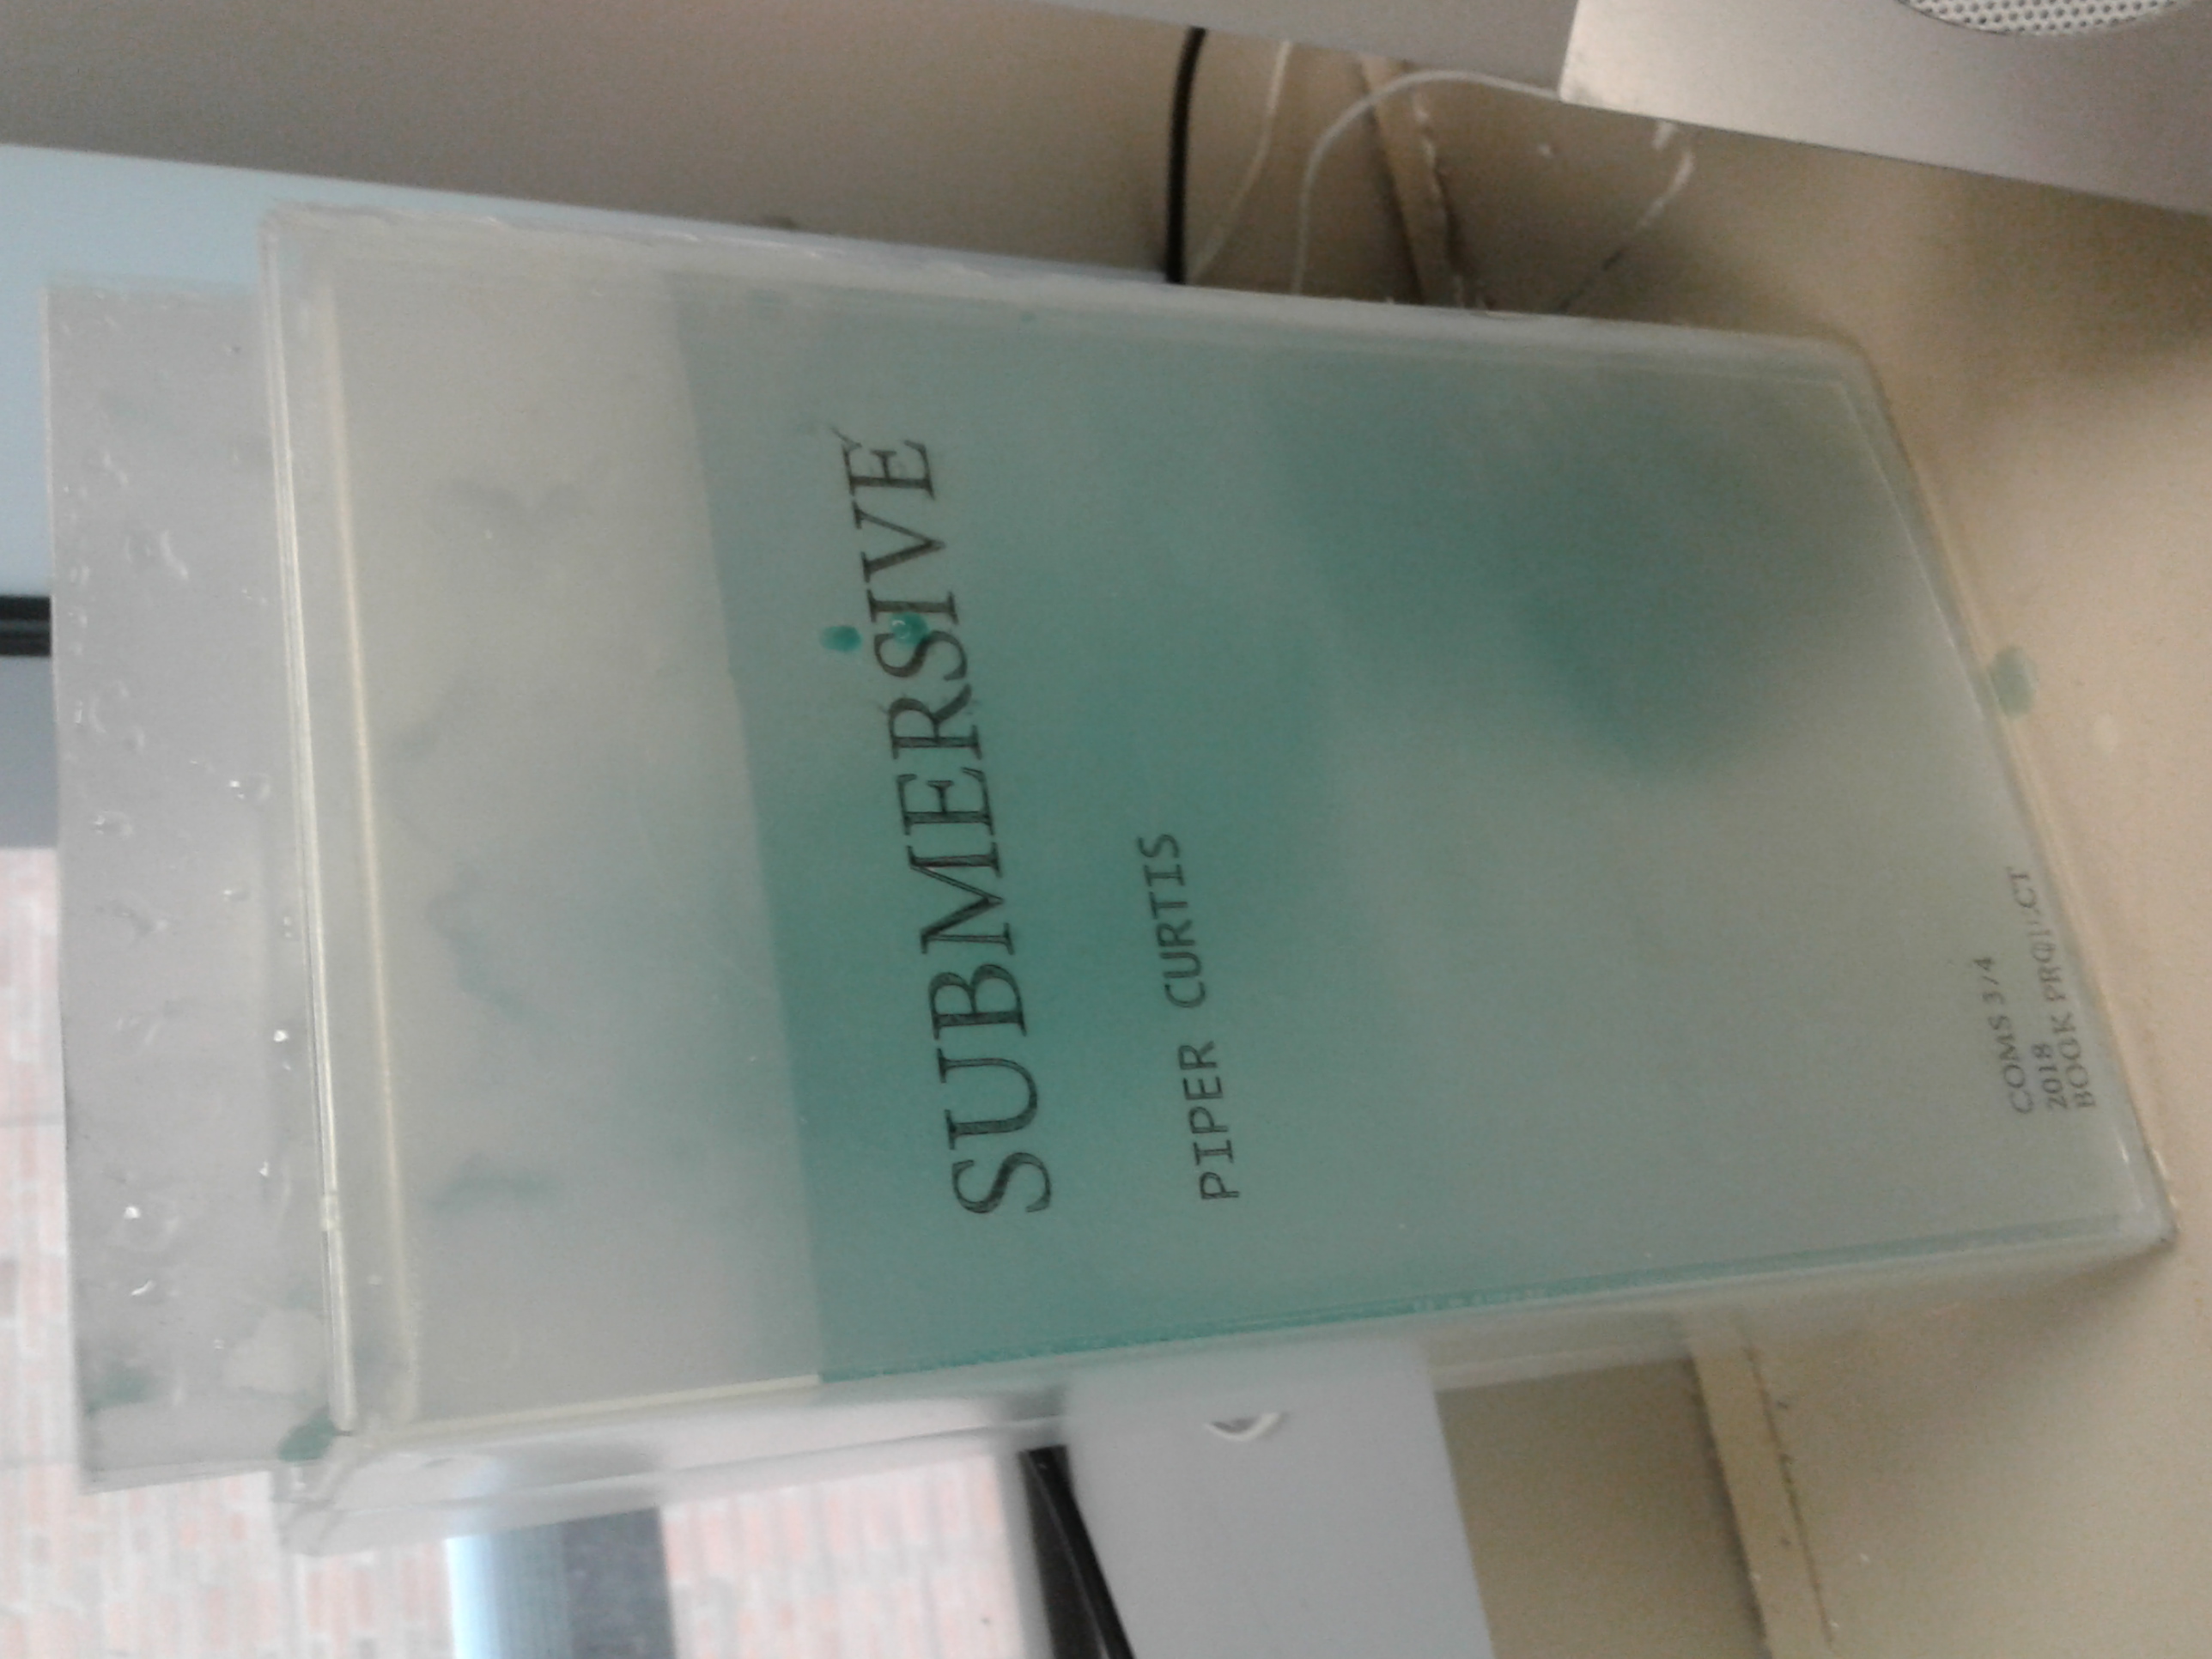 SUBMERSIVE
PIPER CURTIS
COMS 3/4
2018
BOOK PROJECT